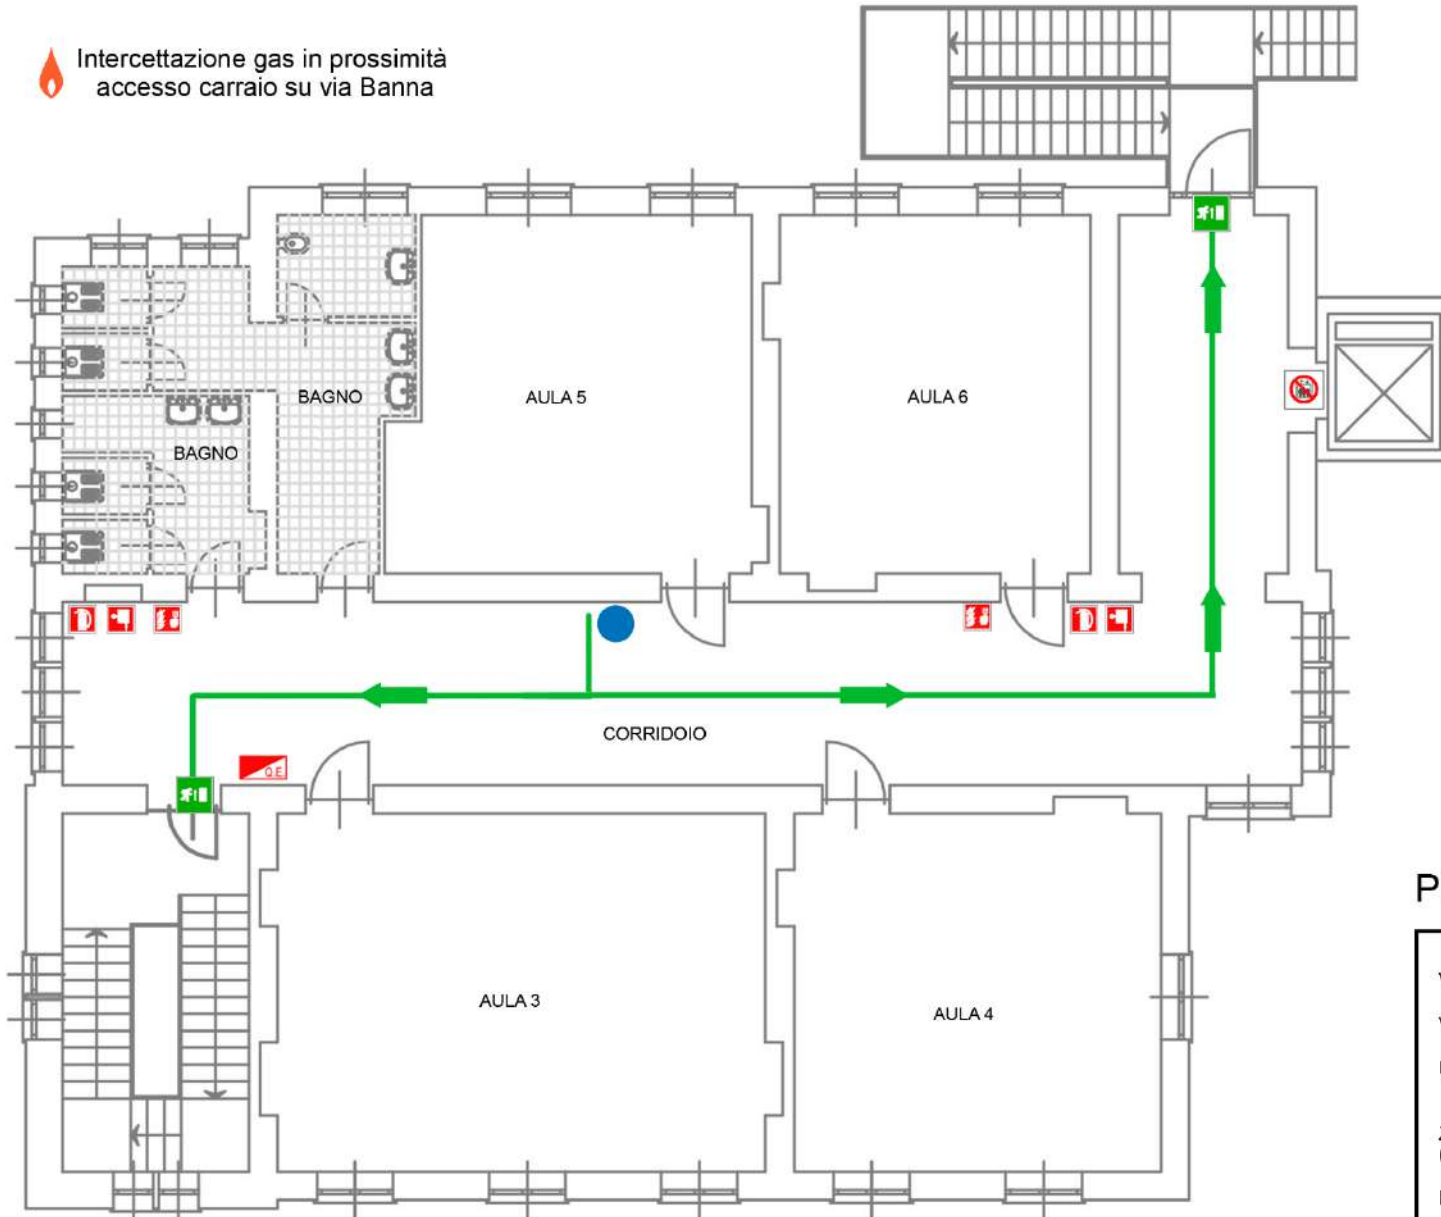 Intercettazione gas in prossimità
accesso carraio su via Banna
BAGNO
AULA 5
AULA 6
BAGNO
CORRIDOIO
Q.E.
AULA 3
AULA 4
P